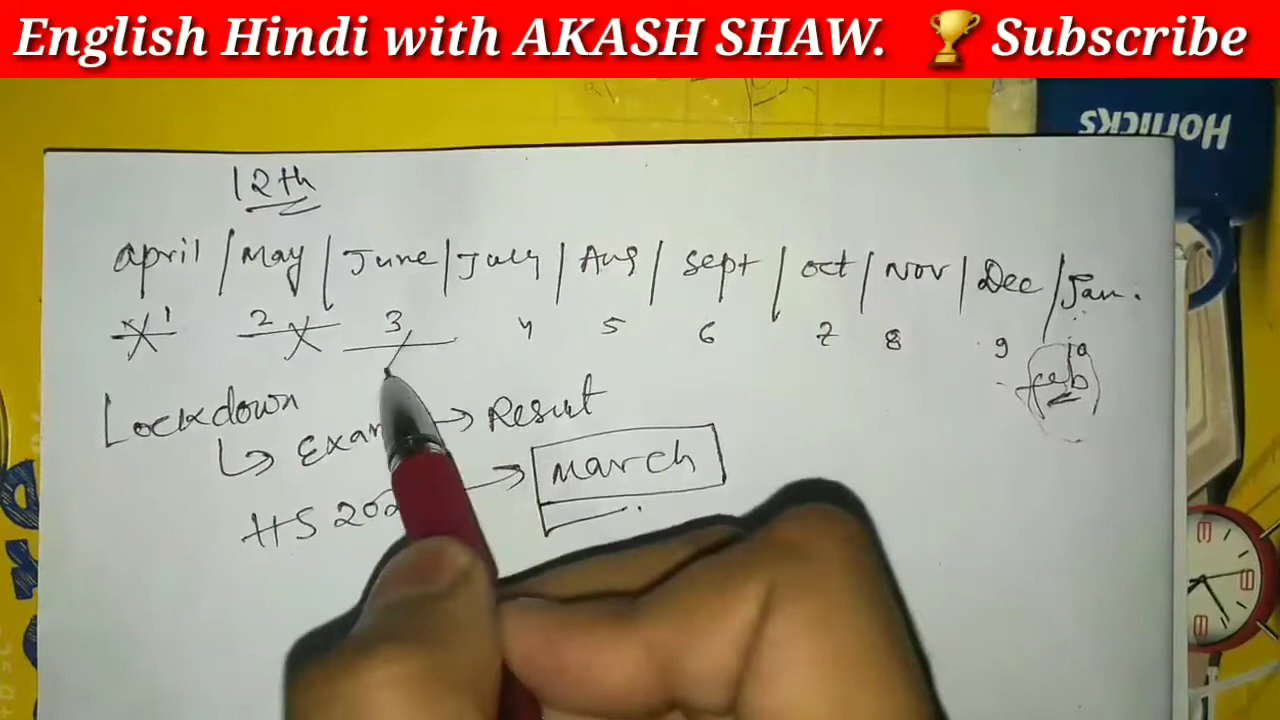 English Hindi with AKASH SHAW. 🏆 Subscribe
HORLICKS
12th
april / May / June / July / Aug / Sept / oct / Nov / Dec / Jan.
1 2 3 4 5 6 7 8 9 10
feb
Lockdown
↳ Exam → Result
HS 202 → March